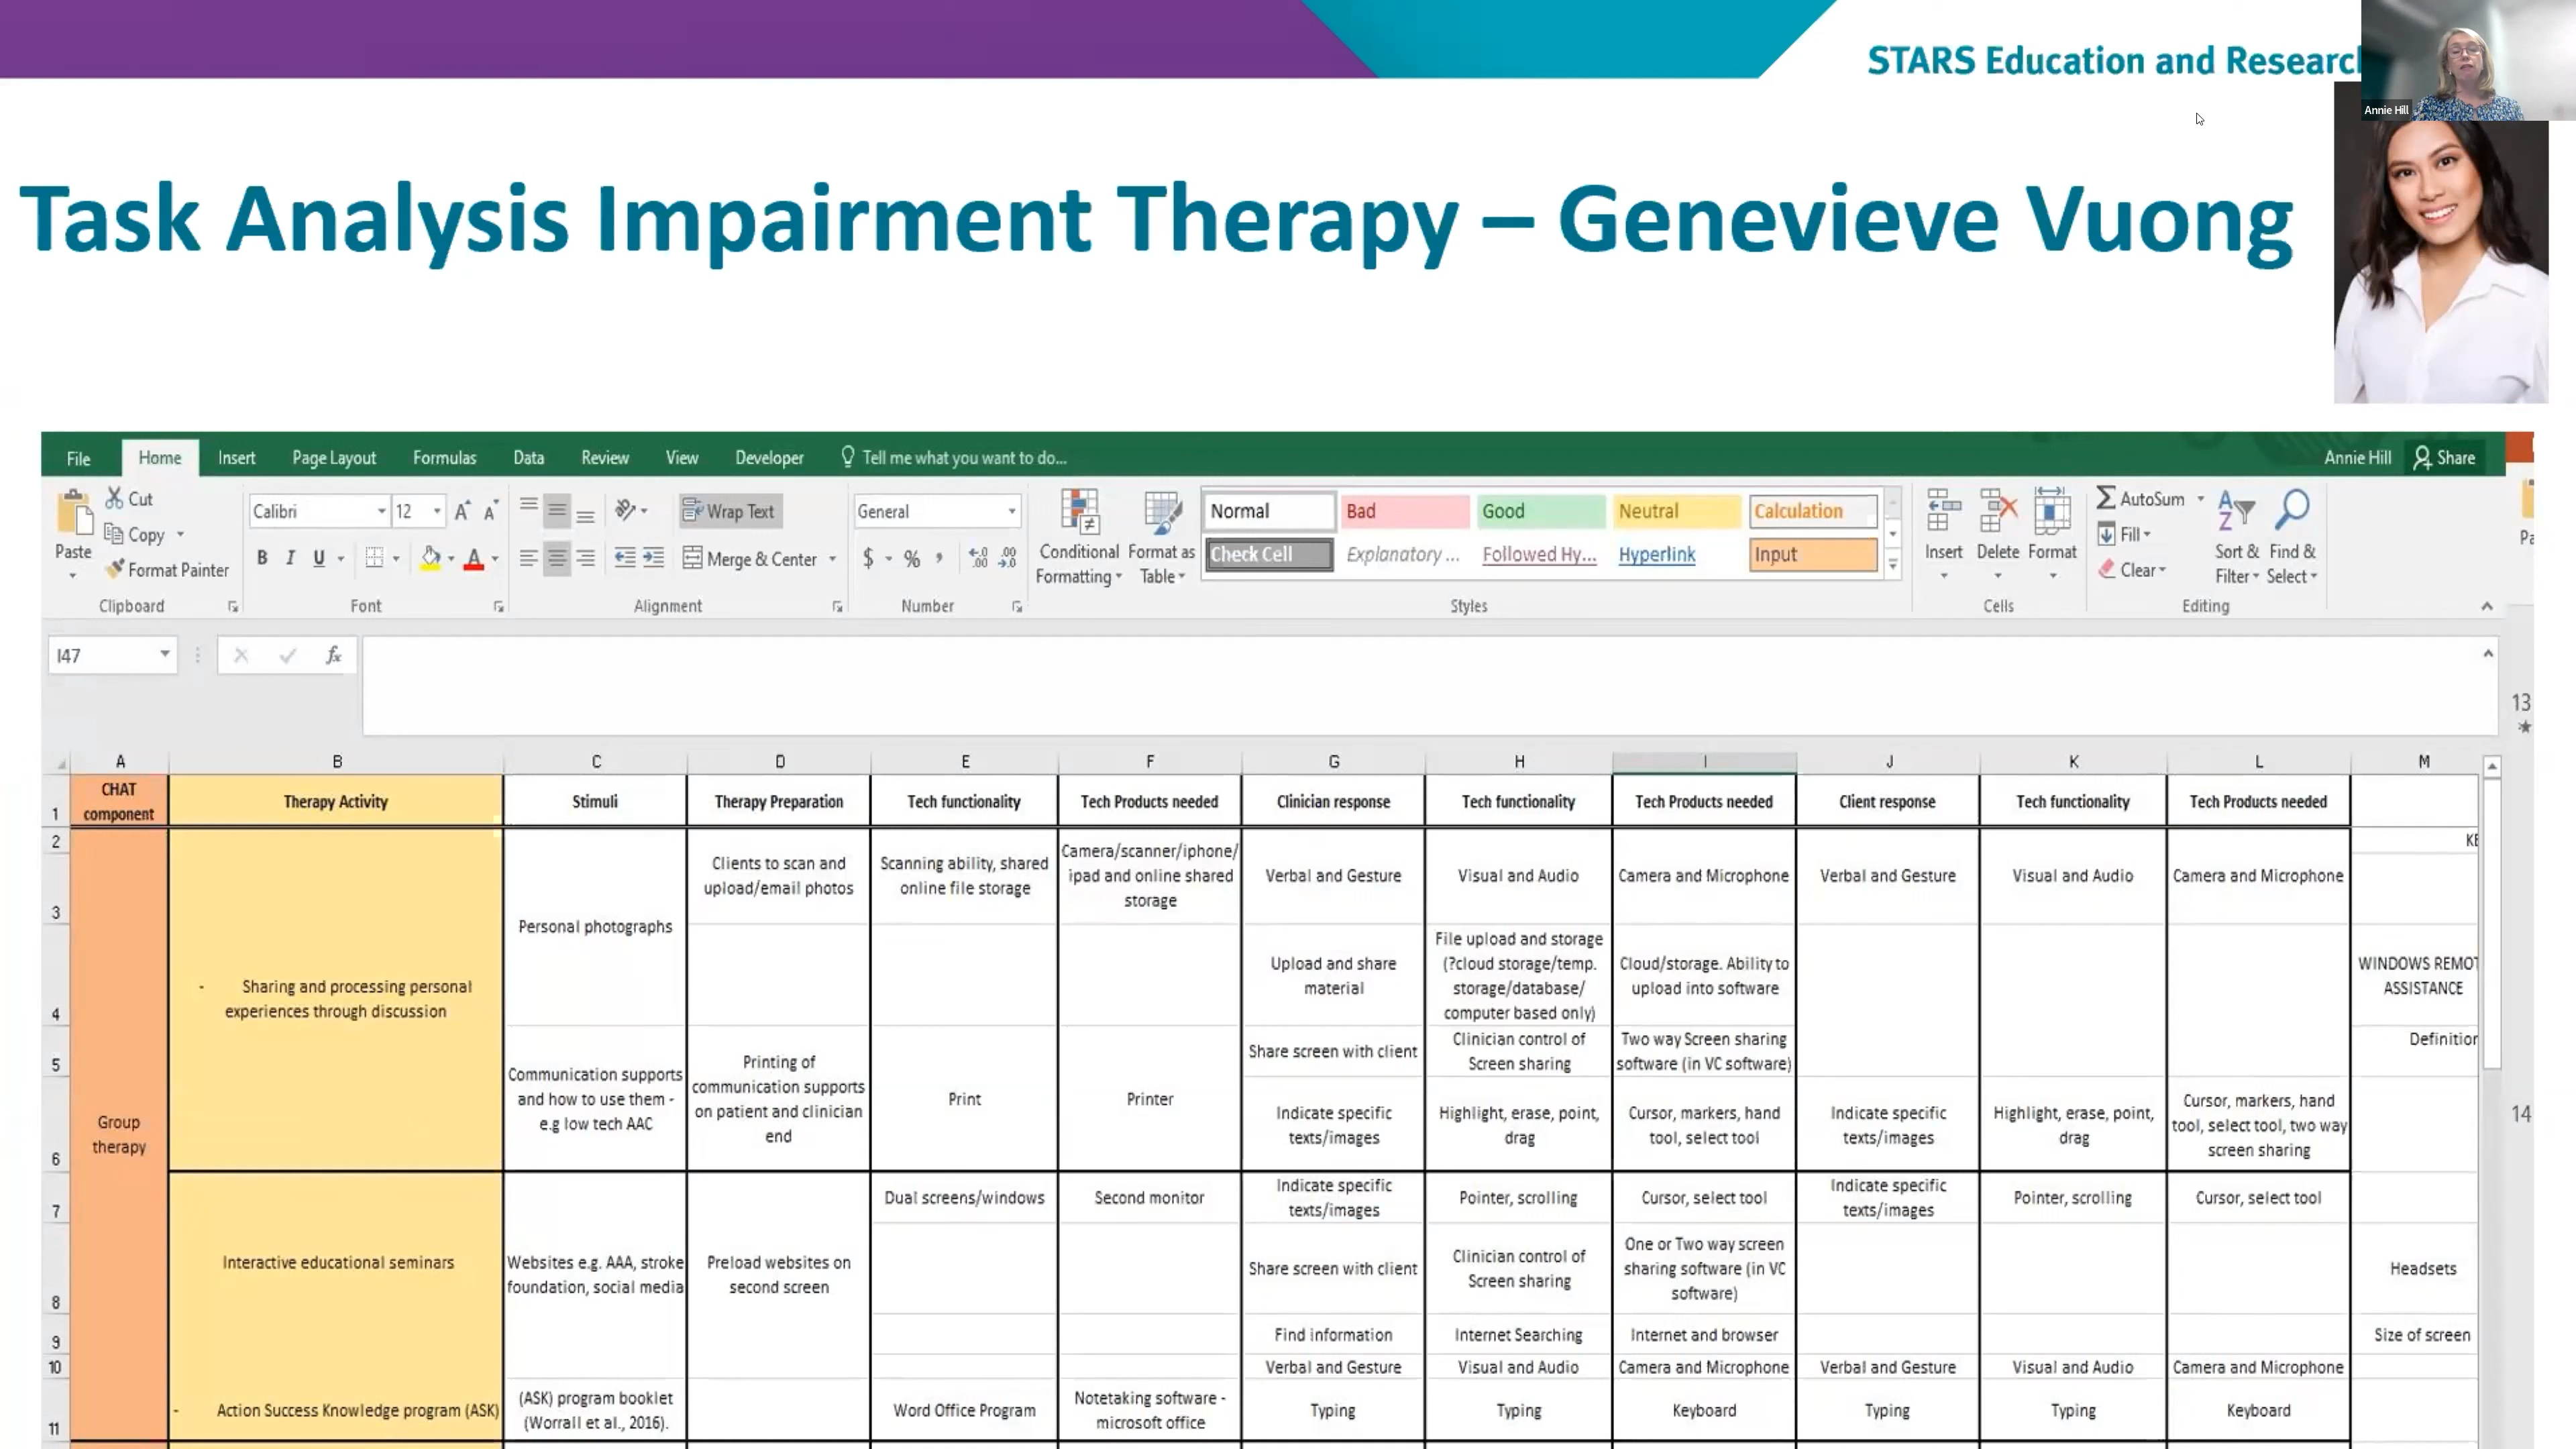 STARS Education and Research
Annie Hill
Task Analysis Impairment Therapy – Genevieve Vuong
File Home Insert Page Layout Formulas Data Review View Developer Tell me what you want to do... Annie Hill Share
Paste
Cut
Copy
Format Painter
Clipboard
Calibri 12
B I U
Font
Wrap Text
Merge & Center
Alignment
General
$ % ,
Number
Conditional Formatting
Format as Table
Normal Bad Good Neutral Calculation
Check Cell Explanatory ... Followed Hy... Hyperlink Input
Styles
Insert Delete Format
Cells
AutoSum
Fill
Clear
Sort & Filter
Find & Select
Editing
I47 fx
13
A B C D E F G H I J K L M
1 CHAT component Therapy Activity Stimuli Therapy Preparation Tech functionality Tech Products needed Clinician response Tech functionality Tech Products needed Client response Tech functionality Tech Products needed
2
3 Personal photographs Clients to scan and upload/email photos Scanning ability, shared online file storage Camera/scanner/iphone/ipad and online shared storage Verbal and Gesture Visual and Audio Camera and Microphone Verbal and Gesture Visual and Audio Camera and Microphone
4 - Sharing and processing personal experiences through discussion Upload and share material File upload and storage (?cloud storage/temp. storage/database/ computer based only) Cloud/storage. Ability to upload into software WINDOWS REMOT ASSISTANCE
5 Share screen with client Clinician control of Screen sharing Two way Screen sharing software (in VC software) Definition
6 Group therapy Communication supports and how to use them - e.g low tech AAC Printing of communication supports on patient and clinician end Print Printer Indicate specific texts/images Highlight, erase, point, drag Cursor, markers, hand tool, select tool Indicate specific texts/images Highlight, erase, point, drag Cursor, markers, hand tool, select tool, two way screen sharing
14
7 Dual screens/windows Second monitor Indicate specific texts/images Pointer, scrolling Cursor, select tool Indicate specific texts/images Pointer, scrolling Cursor, select tool
8 Interactive educational seminars Websites e.g. AAA, stroke foundation, social media Preload websites on second screen Share screen with client Clinician control of Screen sharing One or Two way screen sharing software (in VC software) Headsets
9 Find information Internet Searching Internet and browser Size of screen
10 Verbal and Gesture Visual and Audio Camera and Microphone Verbal and Gesture Visual and Audio Camera and Microphone
11 - Action Success Knowledge program (ASK) (ASK) program booklet (Worrall et al., 2016). Word Office Program Notetaking software - microsoft office Typing Typing Keyboard Typing Typing Keyboard